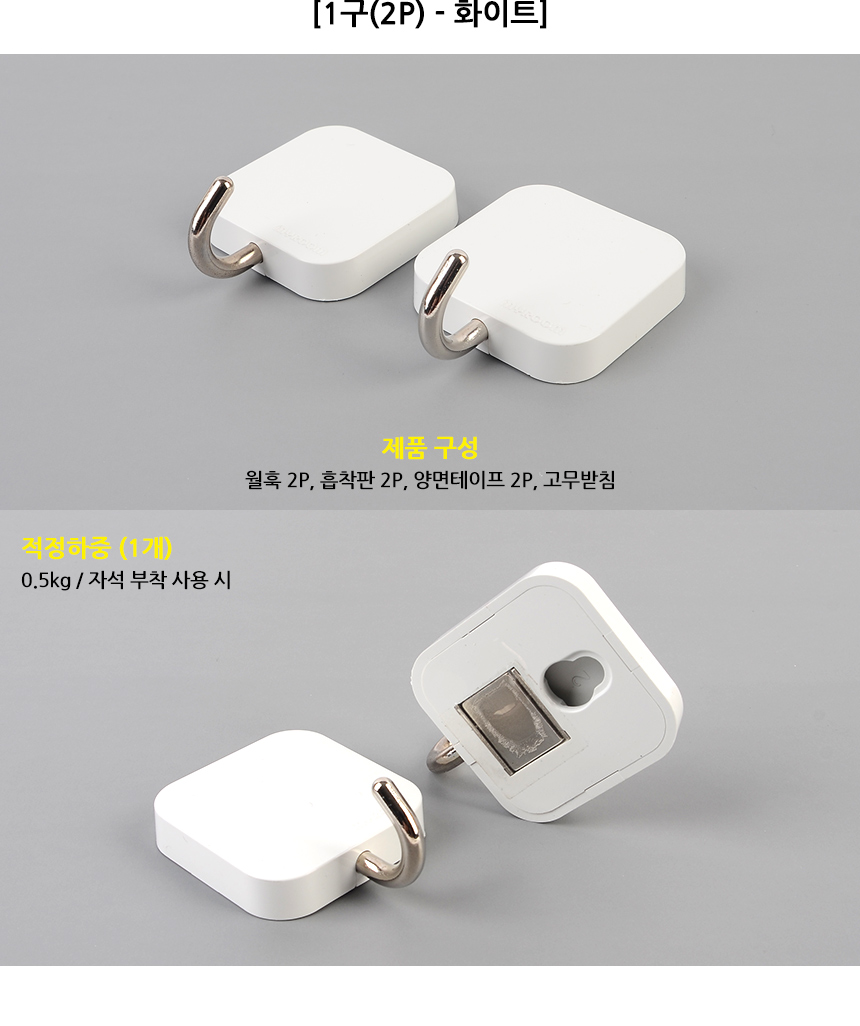 [1구(2P) - 화이트]
제품 구성
월훅 2P, 흡착판 2P, 양면테이프 2P, 고무받침
적정하중 (1개)
0.5kg / 자석 부착 사용 시